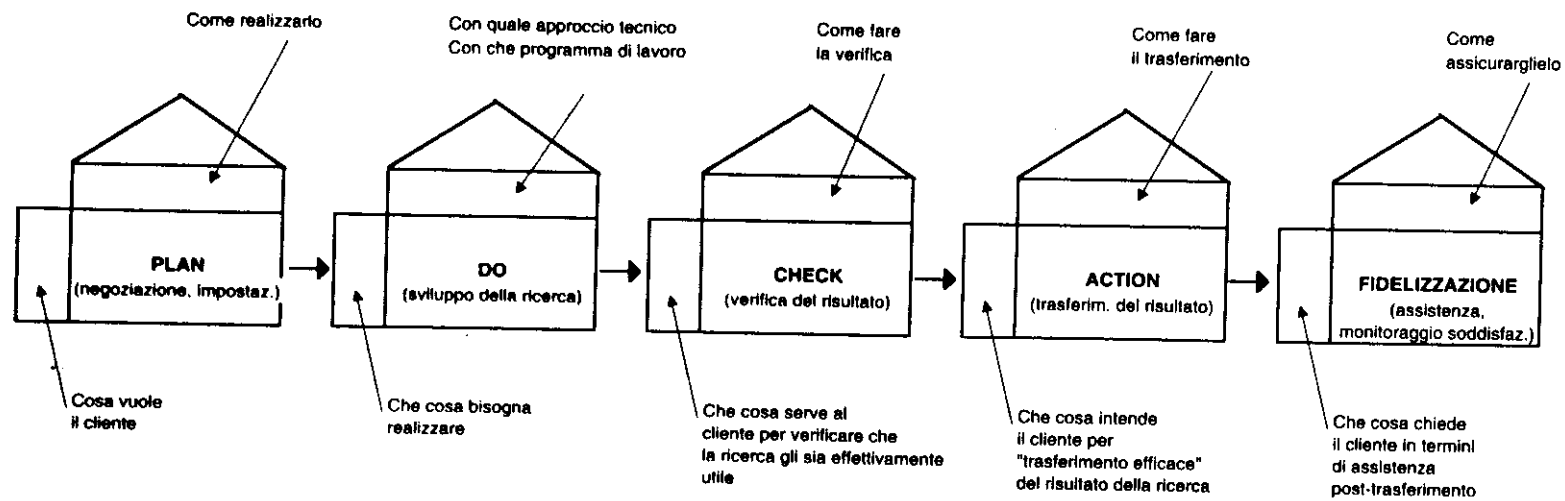 Come realizzarlo
Con quale approccio tecnico
Con che programma di lavoro
Come fare
la verifica
Come fare
il trasferimento
Come
assicurarglielo
PLAN
(negoziazione, impostaz.)
DO
(sviluppo della ricerca)
CHECK
(verifica del risultato)
ACTION
(trasferim. del risultato)
FIDELIZZAZIONE
(assistenza,
monitoraggio soddisfaz.)
Cosa vuole
il cliente
Che cosa bisogna
realizzare
Che cosa serve al
cliente per verificare che
la ricerca gli sia effettivamente
utile
Che cosa intende
il cliente per
"trasferimento efficace"
del risultato della ricerca
Che cosa chiede
il cliente in termini
di assistenza
post-trasferimento